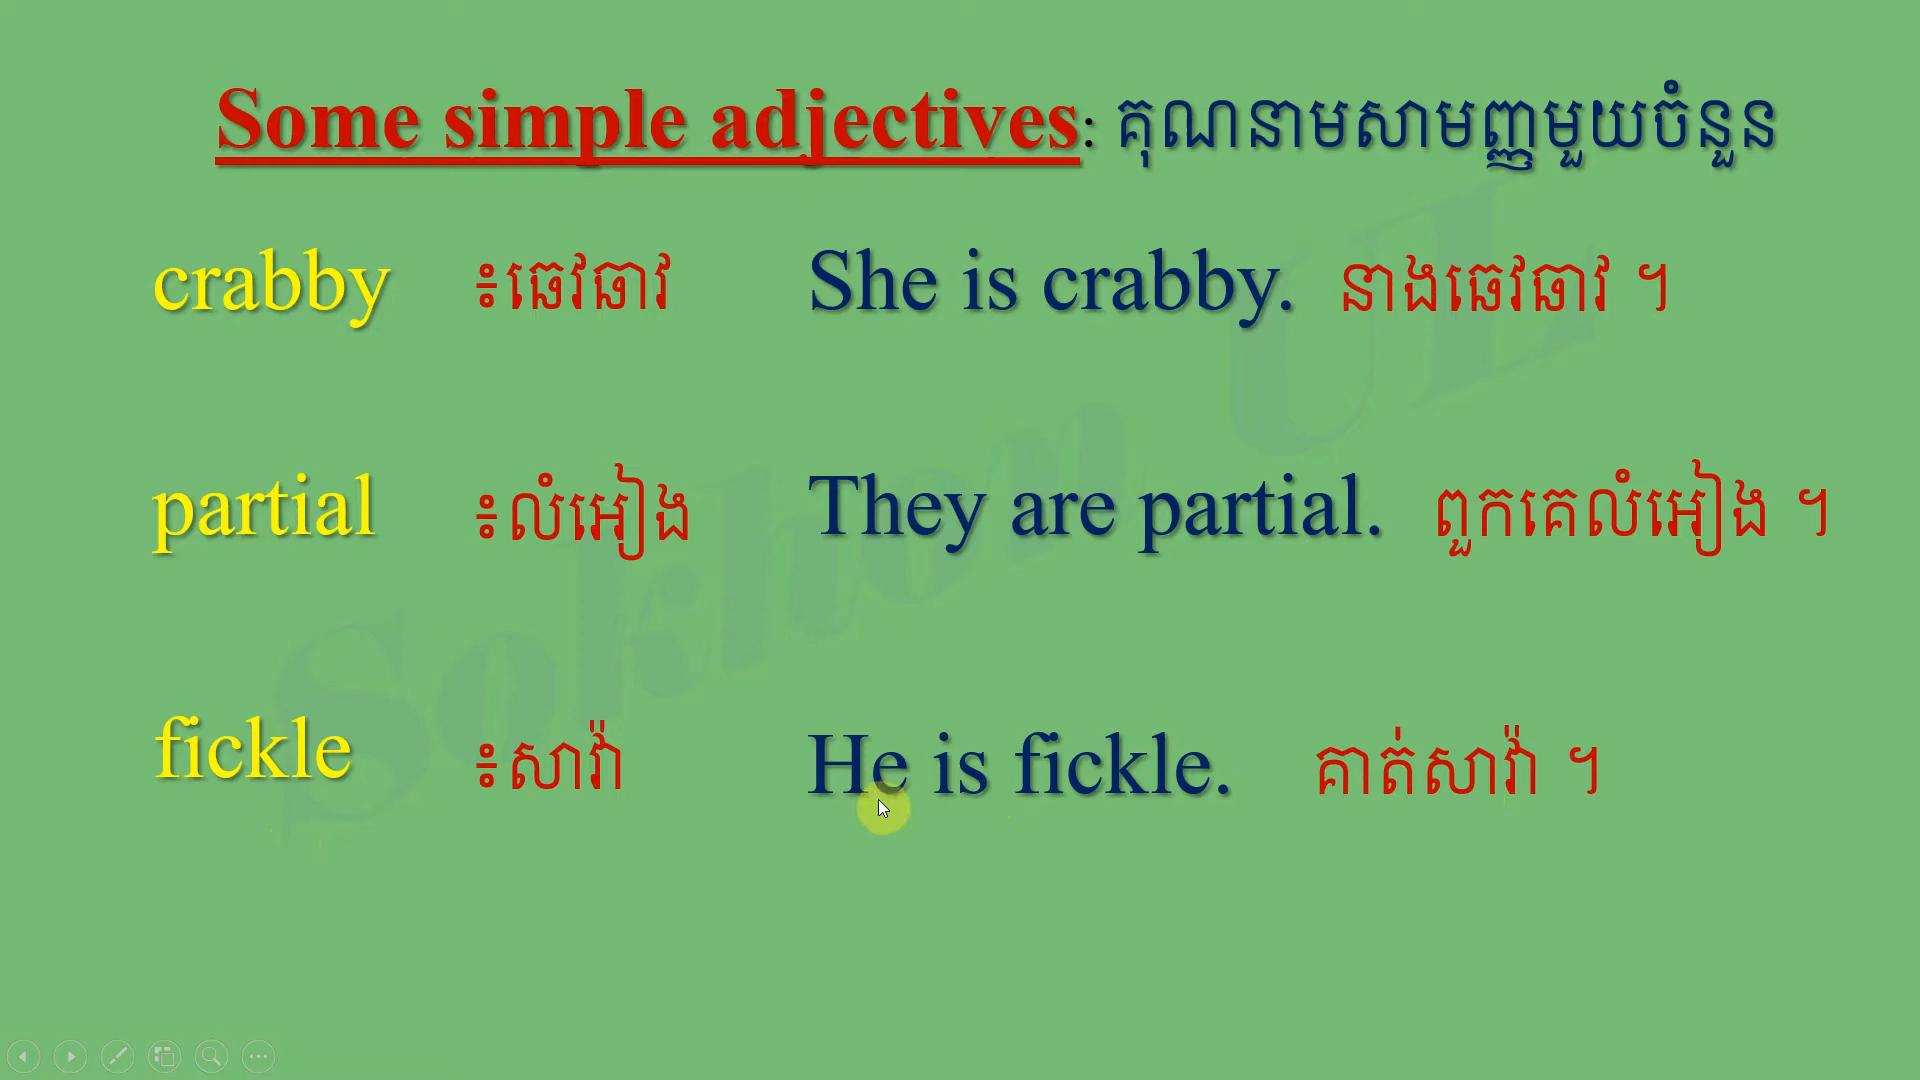 Some simple adjectives: គុណនាមសាមញ្ញមួយចំនួន
crabby ៖ឆេវឆាវ She is crabby. នាងឆេវឆាវ ។
partial ៖លំអៀង They are partial. ពួកគេលំអៀង ។
fickle ៖សាវ៉ា He is fickle. គាត់សាវ៉ា ។
Sokhon UL